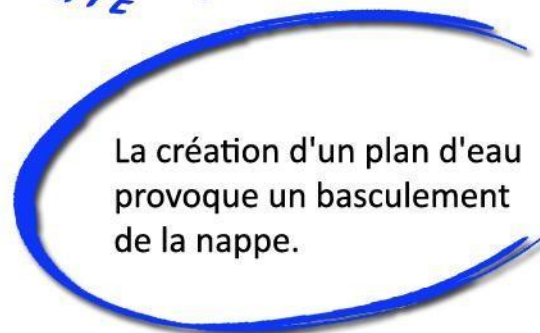 La création d'un plan d'eau
provoque un basculement
de la nappe.